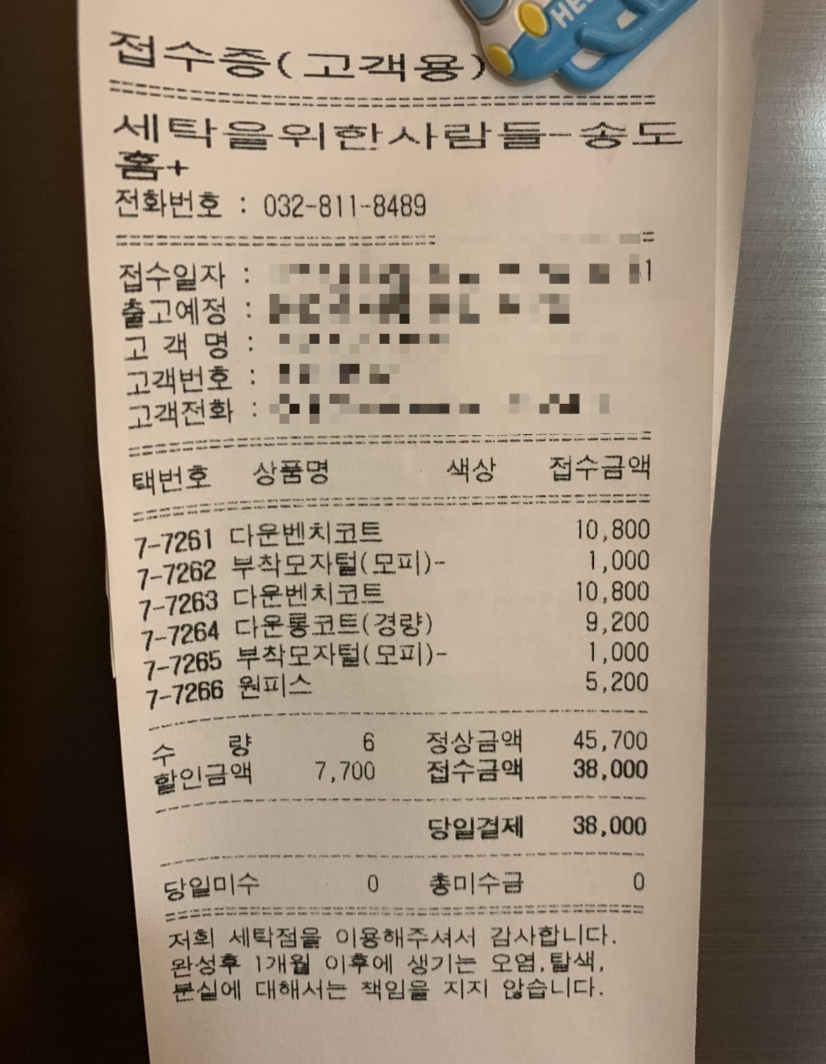 접수증(고객용)
세탁을위한사람들-송도
홈+
전화번호 : 032-811-8489
접수일자 :
출고예정 :
고 객 명 :
고객번호 :
고객전화 :
택번호 상품명 색상 접수금액
7-7261 다운벤치코트 10,800
7-7262 부착모자털(모피)- 1,000
7-7263 다운벤치코트 10,800
7-7264 다운롱코트(경량) 9,200
7-7265 부착모자털(모피)- 1,000
7-7266 원피스 5,200
수 량 6 정상금액 45,700
할인금액 7,700 접수금액 38,000
당일결제 38,000
당일미수 0 총미수금 0
저희 세탁점을 이용해주셔서 감사합니다.
완성후 1개월 이후에 생기는 오염,탈색,
분실에 대해서는 책임을 지지 않습니다.